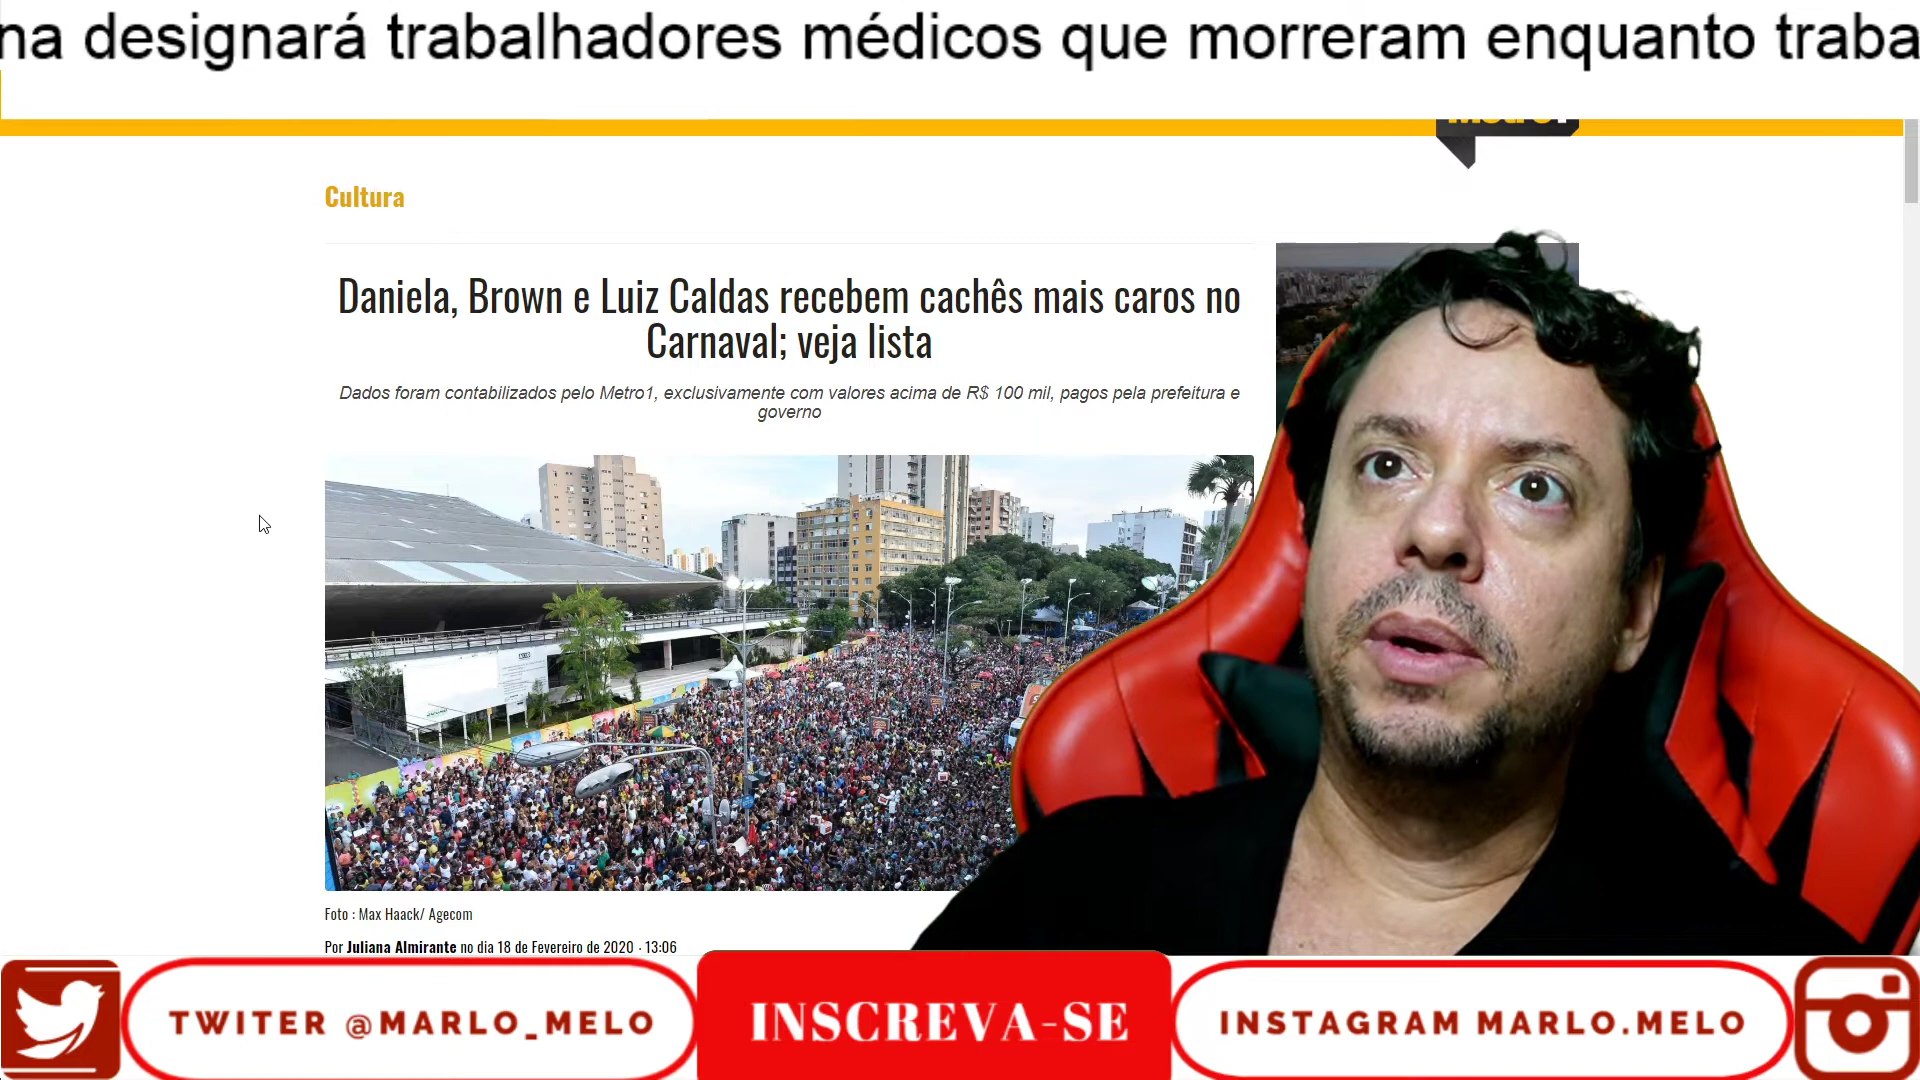 na designará trabalhadores médicos que morreram enquanto traba
Cultura
Daniela, Brown e Luiz Caldas recebem cachês mais caros no
Carnaval; veja lista
Dados foram contabilizados pelo Metro1, exclusivamente com valores acima de R$ 100 mil, pagos pela prefeitura e
governo
Foto : Max Haack/ Agecom
Por Juliana Almirante no dia 18 de Fevereiro de 2020 · 13:06
TWITER @MARLO_MELO
INSCREVA-SE
INSTAGRAM MARLO.MELO